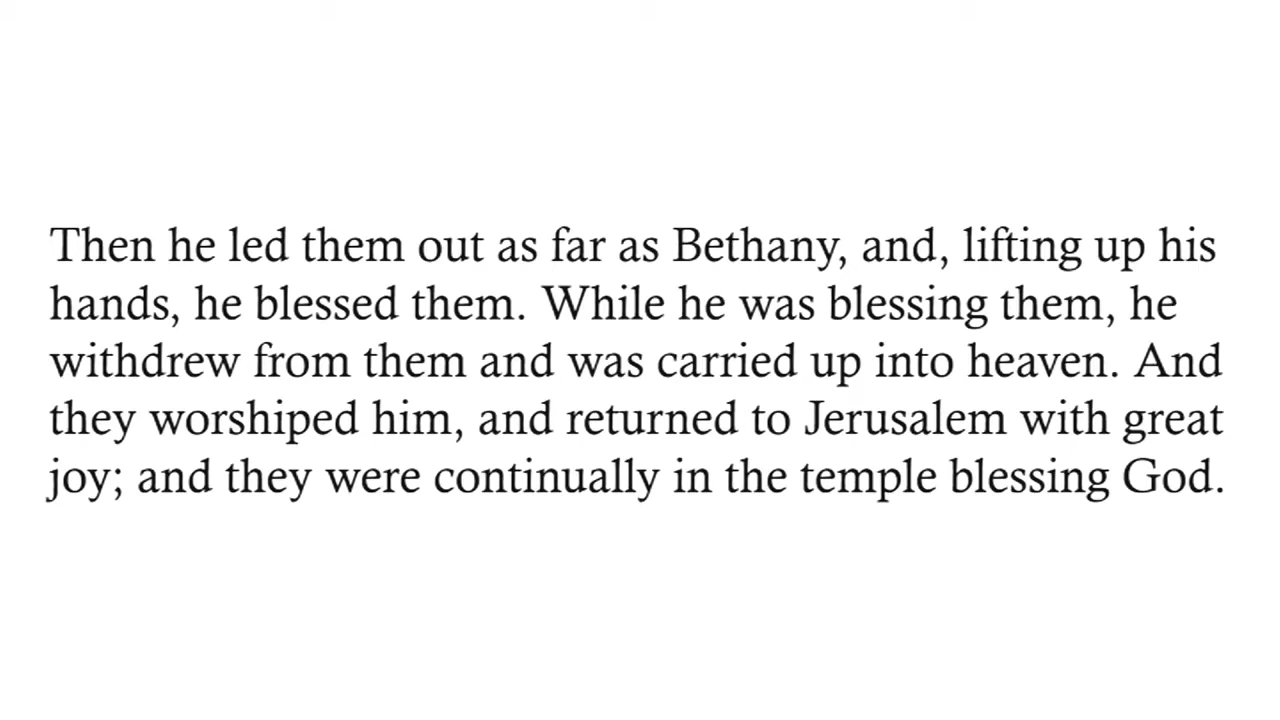 Then he led them out as far as Bethany, and, lifting up his
hands, he blessed them. While he was blessing them, he
withdrew from them and was carried up into heaven. And
they worshiped him, and returned to Jerusalem with great
joy; and they were continually in the temple blessing God.